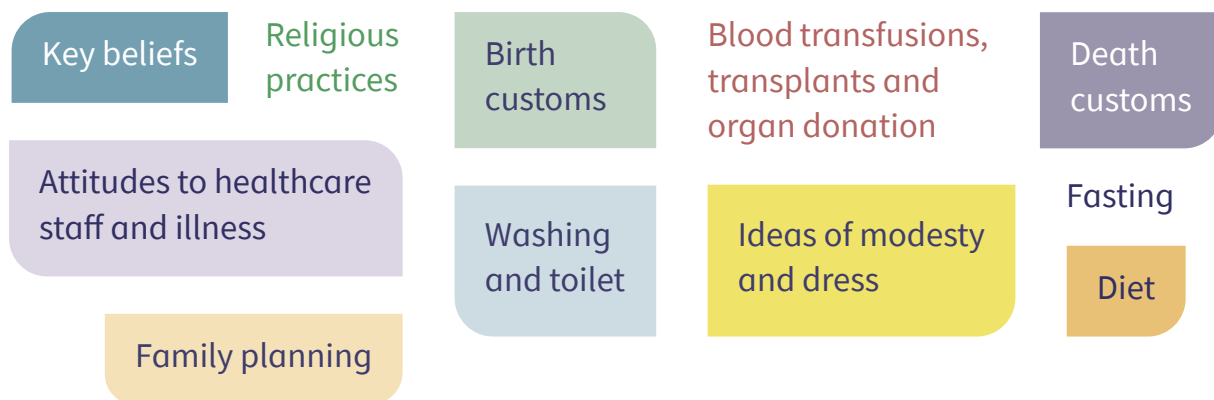 Key beliefs
Religious
practices
Birth
customs
Blood transfusions,
transplants and
organ donation
Death
customs
Attitudes to healthcare
staff and illness
Washing
and toilet
Ideas of modesty
and dress
Fasting
Diet
Family planning